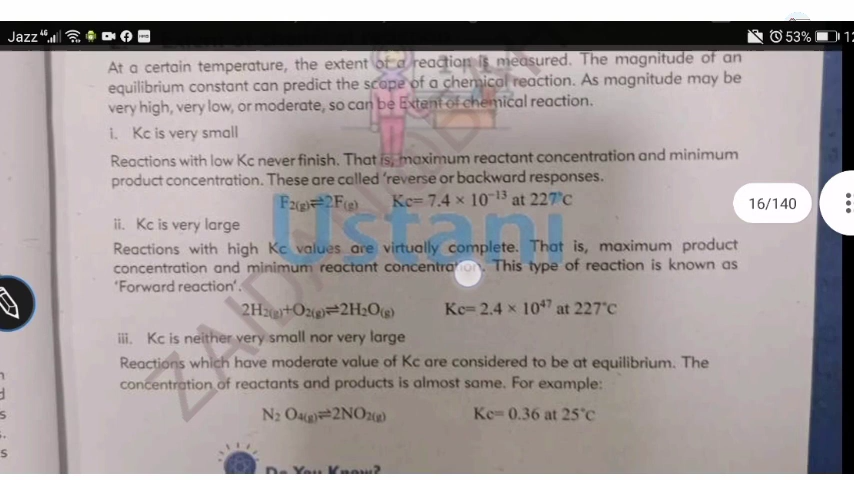 Jazz 4G 53% 12
At a certain temperature, the extent of a reaction is measured. The magnitude of an
equilibrium constant can predict the scope of a chemical reaction. As magnitude may be
very high, very low, or moderate, so can be Extent of chemical reaction.
i. Kc is very small
Reactions with low Kc never finish. That is, maximum reactant concentration and minimum
product concentration. These are called 'reverse or backward responses.
F2(g)⇌2F(g) Kc= 7.4 × 10⁻¹³ at 227°C
16/140
ii. Kc is very large
Ustani
Reactions with high Kc values are virtually complete. That is, maximum product
concentration and minimum reactant concentration. This type of reaction is known as
'Forward reaction'.
2H2(g)+O2(g)⇌2H2O(g) Kc= 2.4 × 10⁴⁷ at 227°C
iii. Kc is neither very small nor very large
Reactions which have moderate value of Kc are considered to be at equilibrium. The
concentration of reactants and products is almost same. For example:
N2 O4(g)⇌2NO2(g) Kc= 0.36 at 25°C
Do You Know?